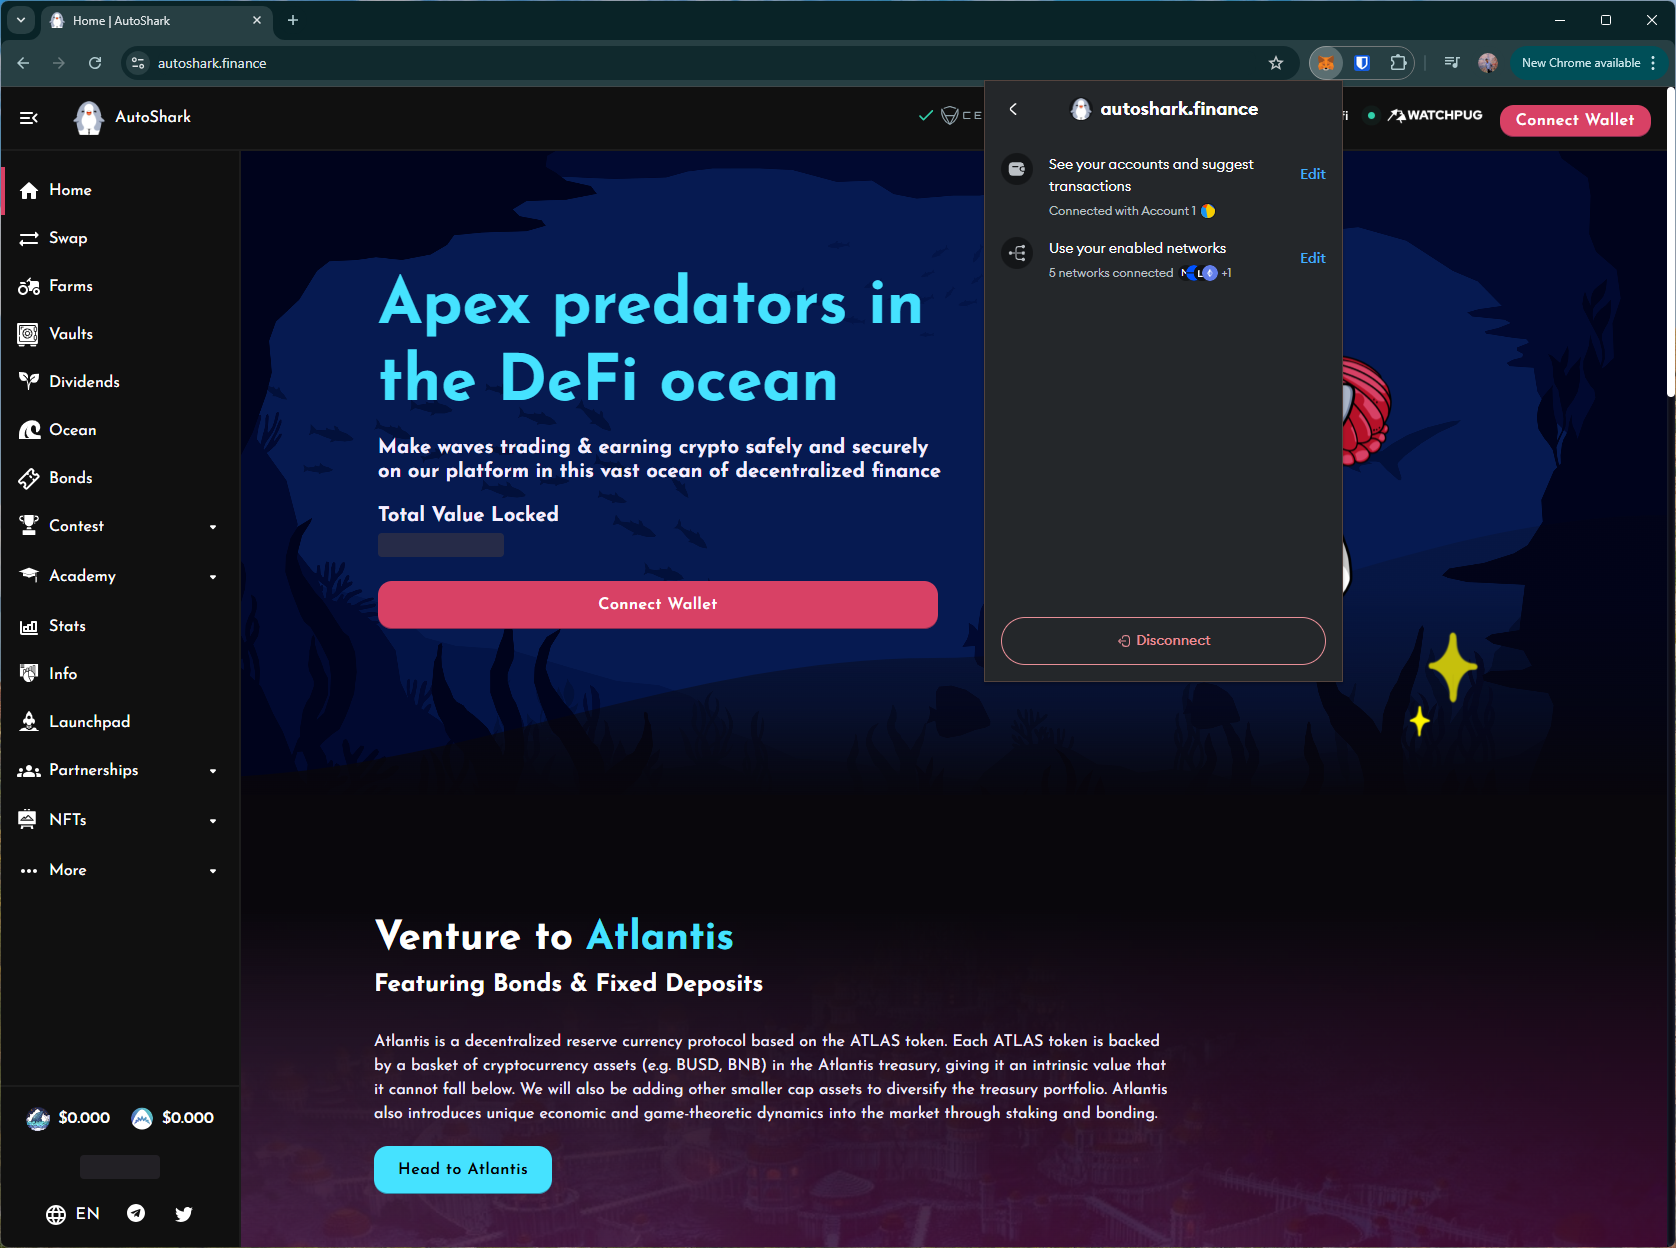 Home | AutoShark
autoshark.finance
New Chrome available
AutoShark
CE
autoshark.finance
fi
WATCHPUG
Connect Wallet
See your accounts and suggest
transactions
Edit
Connected with Account 1
Use your enabled networks
Edit
5 networks connected
+1
Disconnect
Home
Swap
Farms
Vaults
Dividends
Ocean
Bonds
Contest
Academy
Stats
Info
Launchpad
Partnerships
NFTs
More
$0.000
$0.000
EN
Apex predators in
the DeFi ocean
Make waves trading & earning crypto safely and securely
on our platform in this vast ocean of decentralized finance
Total Value Locked
Connect Wallet
Venture to Atlantis
Featuring Bonds & Fixed Deposits
Atlantis is a decentralized reserve currency protocol based on the ATLAS token. Each ATLAS token is backed
by a basket of cryptocurrency assets (e.g. BUSD, BNB) in the Atlantis treasury, giving it an intrinsic value that
it cannot fall below. We will also be adding other smaller cap assets to diversify the treasury portfolio. Atlantis
also introduces unique economic and game-theoretic dynamics into the market through staking and bonding.
Head to Atlantis